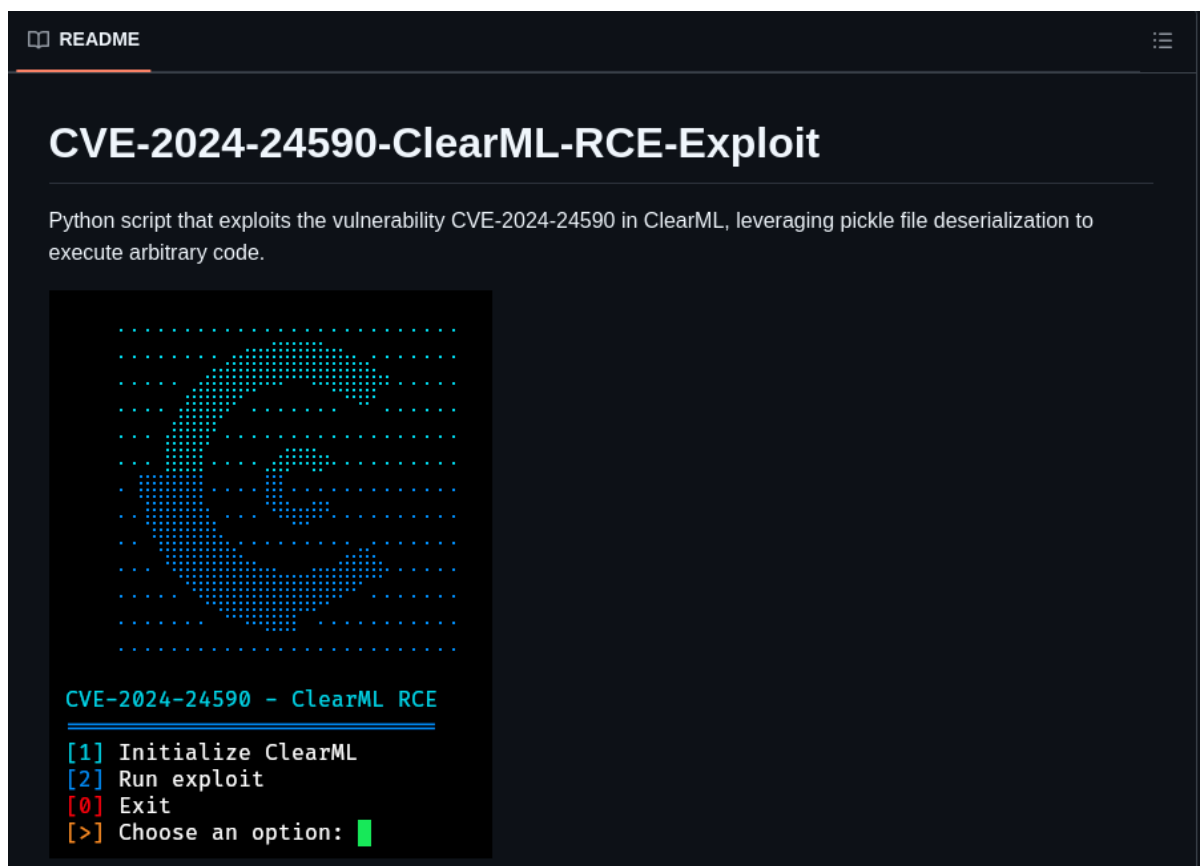 README
CVE-2024-24590-ClearML-RCE-Exploit
Python script that exploits the vulnerability CVE-2024-24590 in ClearML, leveraging pickle file deserialization to
execute arbitrary code.
CVE-2024-24590 - ClearML RCE
[1] Initialize ClearML
[2] Run exploit
[0] Exit
[>] Choose an option: